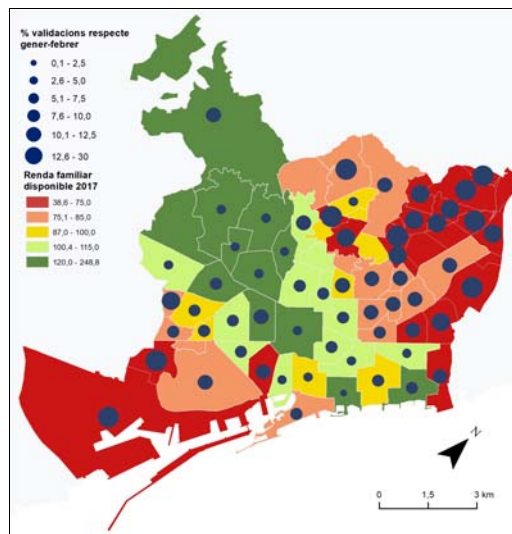 % validacions respecte
gener-febrer
0,1 - 2,5
2,6 - 5,0
5,1 - 7,5
7,6 - 10,0
10,1 - 12,5
12,6 - 30
Renda familiar
disponible 2017
38,6 - 75,0
75,1 - 85,0
87,0 - 100,0
100,4 - 115,0
120,0 - 248,8
N
0 1,5 3 km